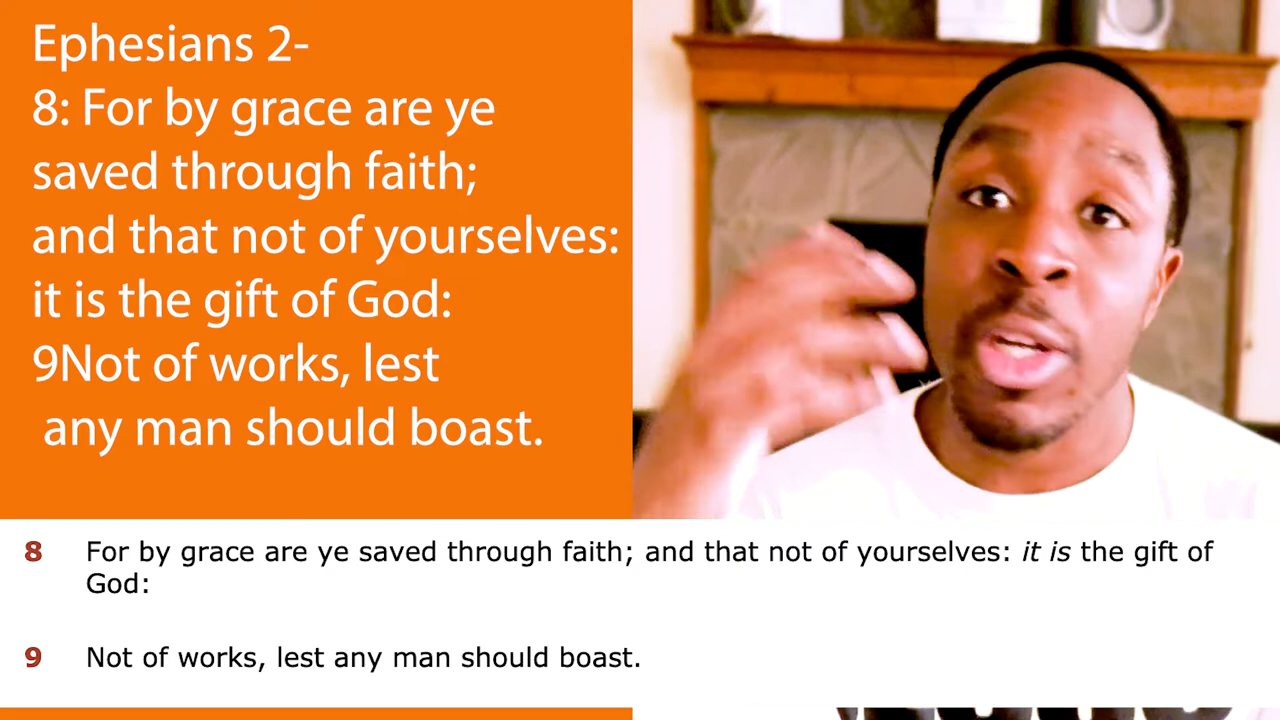 Ephesians 2-
8: For by grace are ye
saved through faith;
and that not of yourselves:
it is the gift of God:
9Not of works, lest
any man should boast.
8 For by grace are ye saved through faith; and that not of yourselves: it is the gift of
God:
9 Not of works, lest any man should boast.